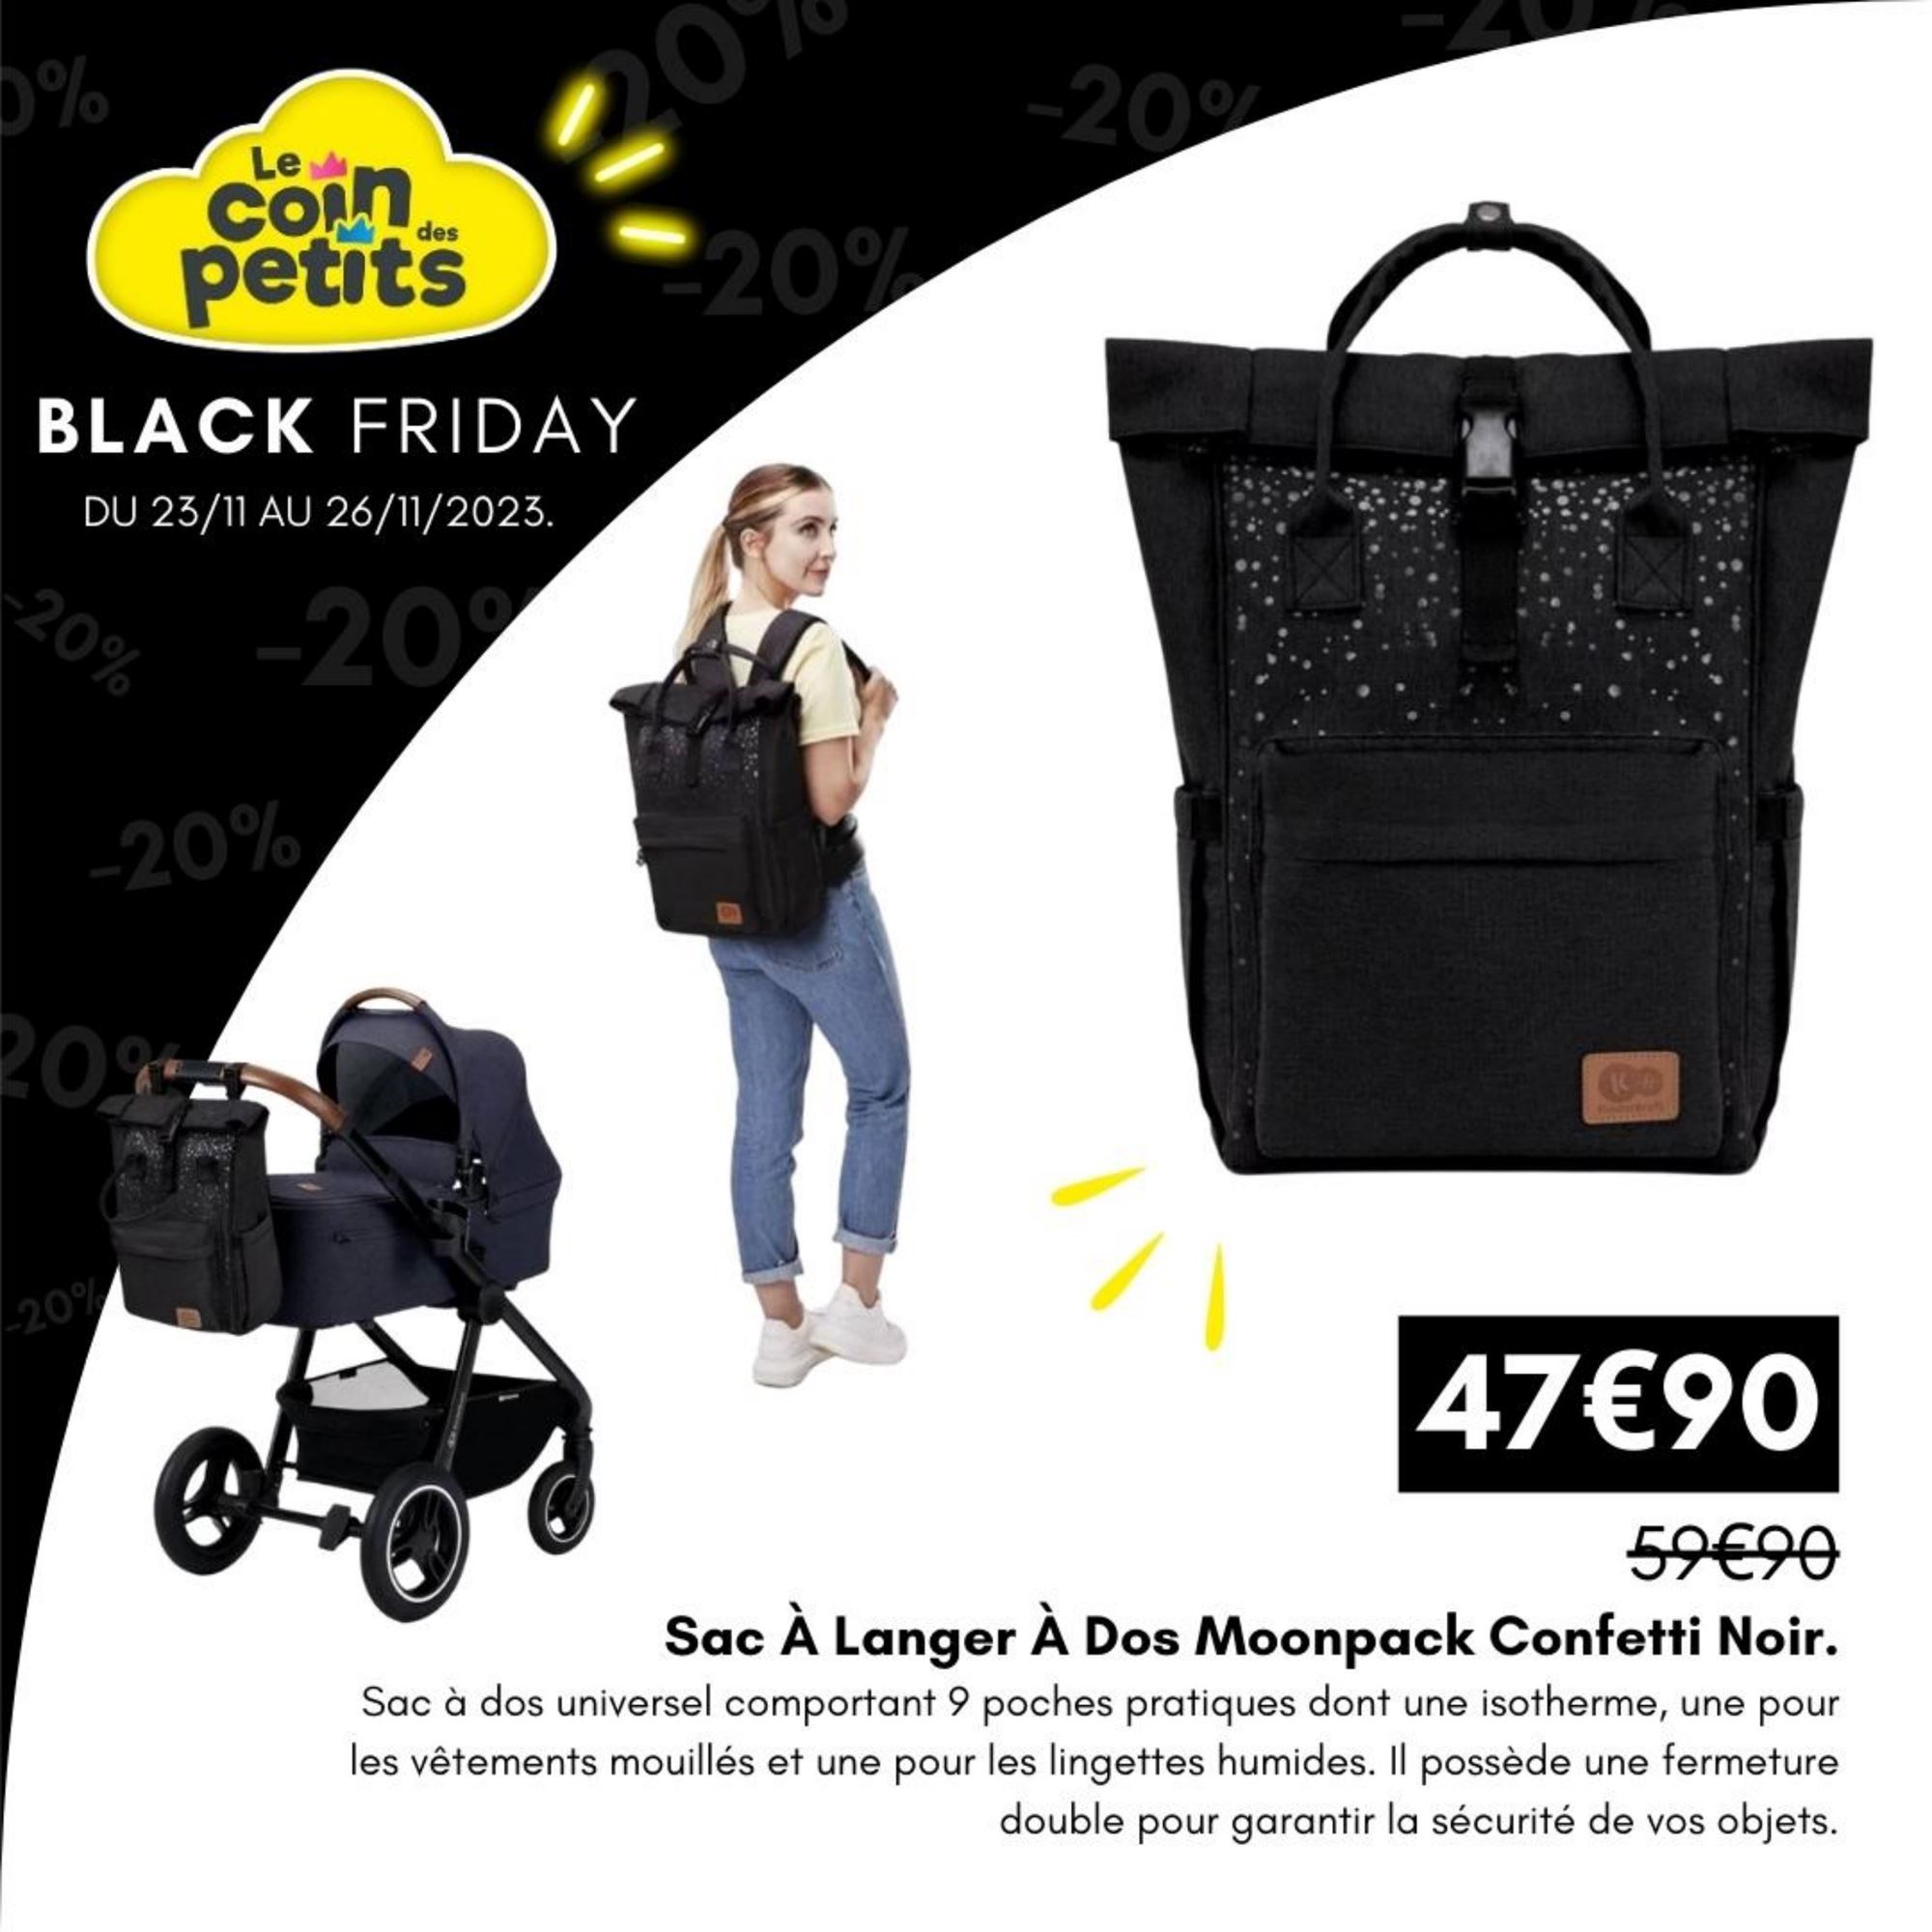 Le
coin
des
petits
BLACK FRIDAY
DU 23/11 AU 26/11/2023.
-20%
-20%
-20%
-20%
-20%
-20%
-20%
47€90
59€90
Sac À Langer À Dos Moonpack Confetti Noir.
Sac à dos universel comportant 9 poches pratiques dont une isotherme, une pour
les vêtements mouillés et une pour les lingettes humides. Il possède une fermeture
double pour garantir la sécurité de vos objets.